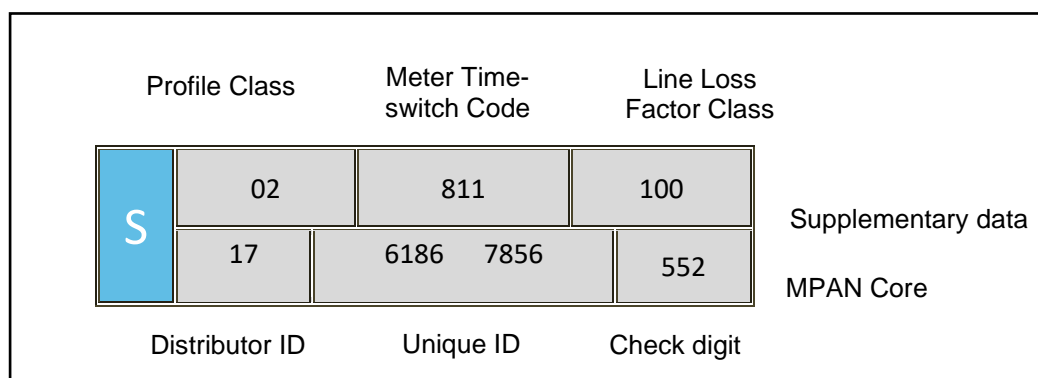 Profile Class
Meter Time-
switch Code
Line Loss
Factor Class
S
02
811
100
Supplementary data
17
6186 7856
552
MPAN Core
Distributor ID
Unique ID
Check digit